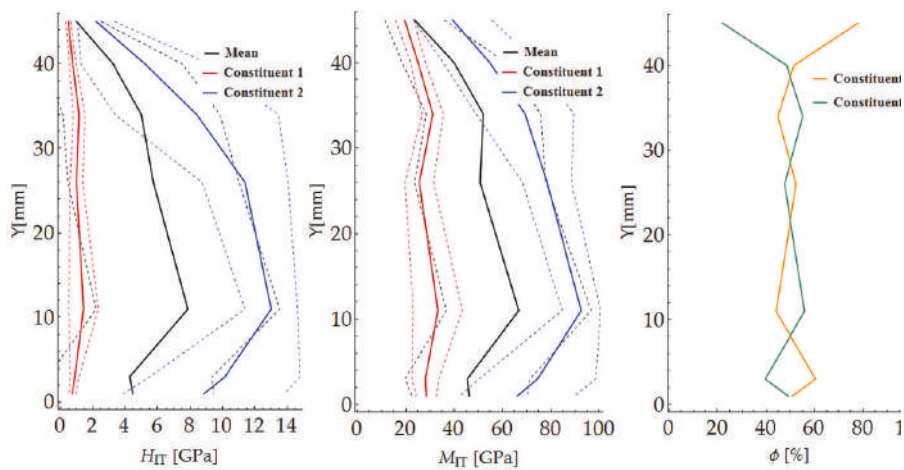 Y[mm]
40
30
20
10
0
0 2 4 6 8 10 12 14
H_IT [GPa]
Mean
Constituent 1
Constituent 2
Y[mm]
40
30
20
10
0
0 20 40 60 80 100
M_IT [GPa]
Mean
Constituent 1
Constituent 2
Y[mm]
40
30
20
10
0
0 20 40 60 80 100
ϕ [%]
Constituent
Constituent